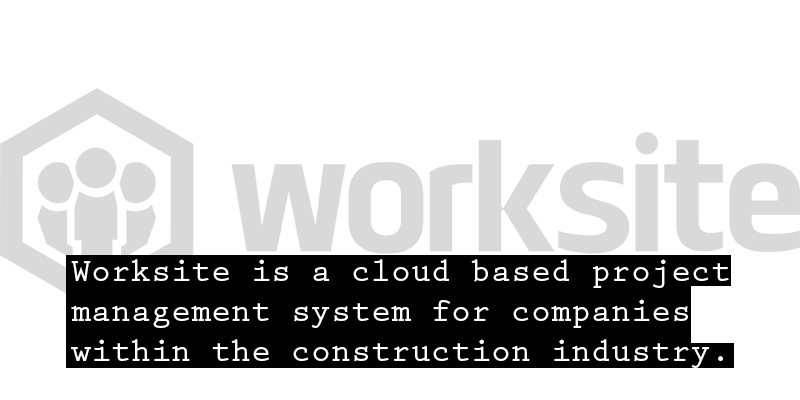 worksite
Worksite is a cloud based project
management system for companies
within the construction industry.